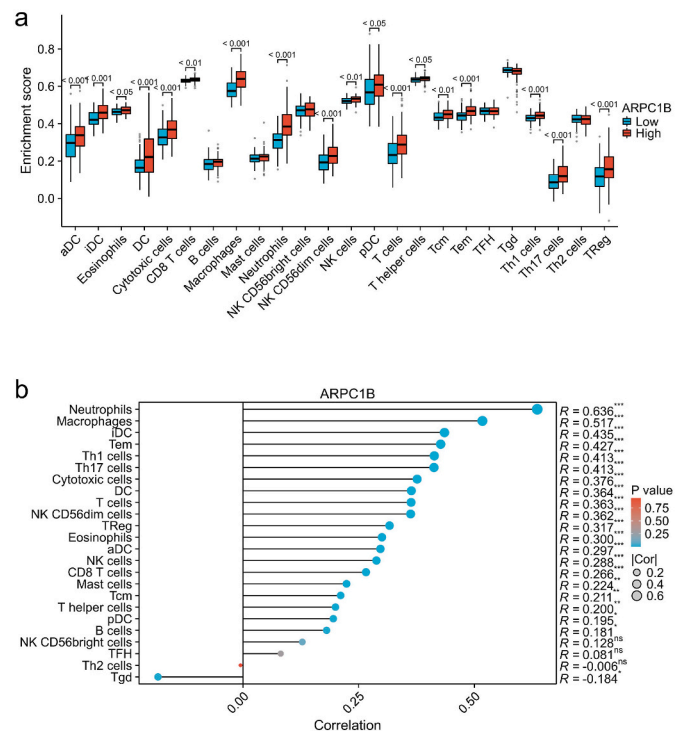 a
< 0.001
< 0.001
< 0.05
< 0.001
< 0.001
< 0.01
< 0.001
< 0.001
< 0.001
< 0.01
< 0.05
< 0.001
< 0.05
< 0.01
< 0.001
< 0.001
< 0.001
< 0.001
Enrichment score
0.8
0.6
0.4
0.2
0.0
ARPC1B
Low
High
aDC
iDC
Eosinophils
DC
Cytotoxic cells
CD8 T cells
B cells
Macrophages
Mast cells
Neutrophils
NK CD56bright cells
NK CD56dim cells
NK cells
pDC
T cells
T helper cells
Tcm
Tem
TFH
Tgd
Th1 cells
Th17 cells
Th2 cells
TReg
b
ARPC1B
Neutrophils R = 0.636***
Macrophages R = 0.517***
iDC R = 0.435***
Tem R = 0.427***
Th1 cells R = 0.413***
Th17 cells R = 0.413***
Cytotoxic cells R = 0.376***
DC R = 0.364***
T cells R = 0.363***
NK CD56dim cells R = 0.362***
TReg R = 0.317***
Eosinophils R = 0.300***
aDC R = 0.297***
NK cells R = 0.288***
CD8 T cells R = 0.266***
Mast cells R = 0.224**
Tcm R = 0.211**
T helper cells R = 0.200**
pDC R = 0.195*
B cells R = 0.181*
NK CD56bright cells R = 0.128ns
TFH R = 0.081ns
Th2 cells R = -0.006ns
Tgd R = -0.184*
P value
0.75
0.50
0.25
|Cor|
0.2
0.4
0.6
0.00
0.25
0.50
Correlation